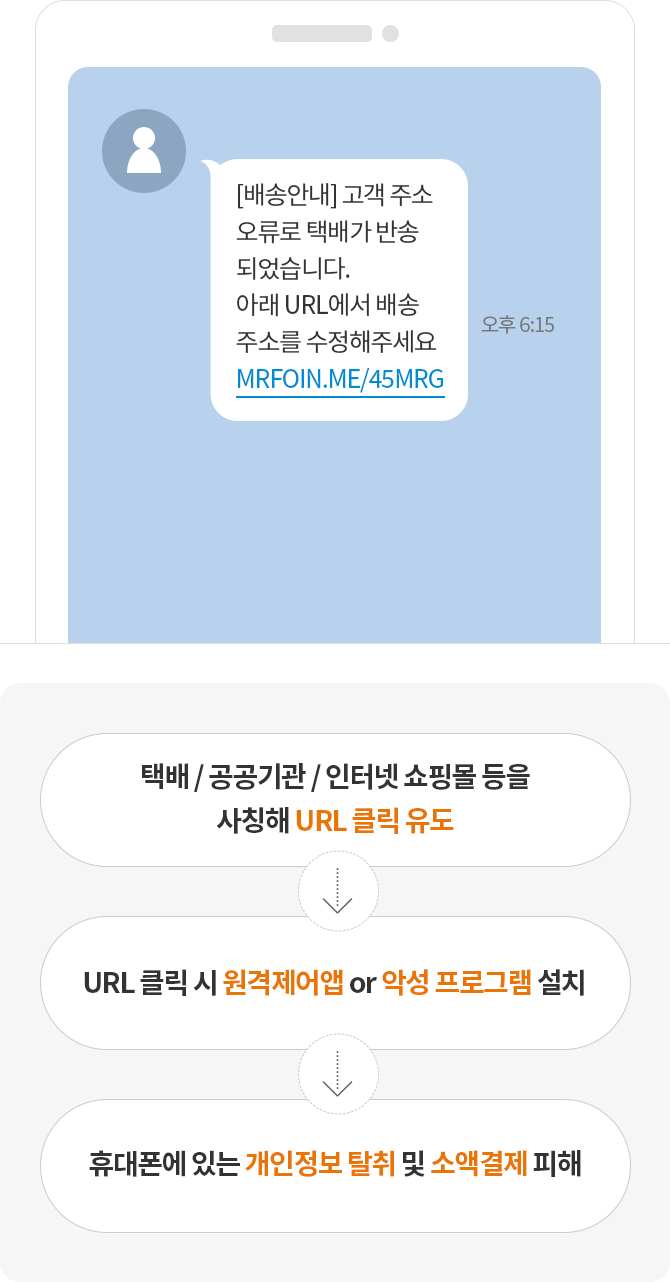 [배송안내] 고객 주소
오류로 택배가 반송
되었습니다.
아래 URL에서 배송
주소를 수정해주세요
MRFOIN.ME/45MRG
오후 6:15
택배 / 공공기관 / 인터넷 쇼핑몰 등을
사칭해 URL 클릭 유도
URL 클릭 시 원격제어앱 or 악성 프로그램 설치
휴대폰에 있는 개인정보 탈취 및 소액결제 피해